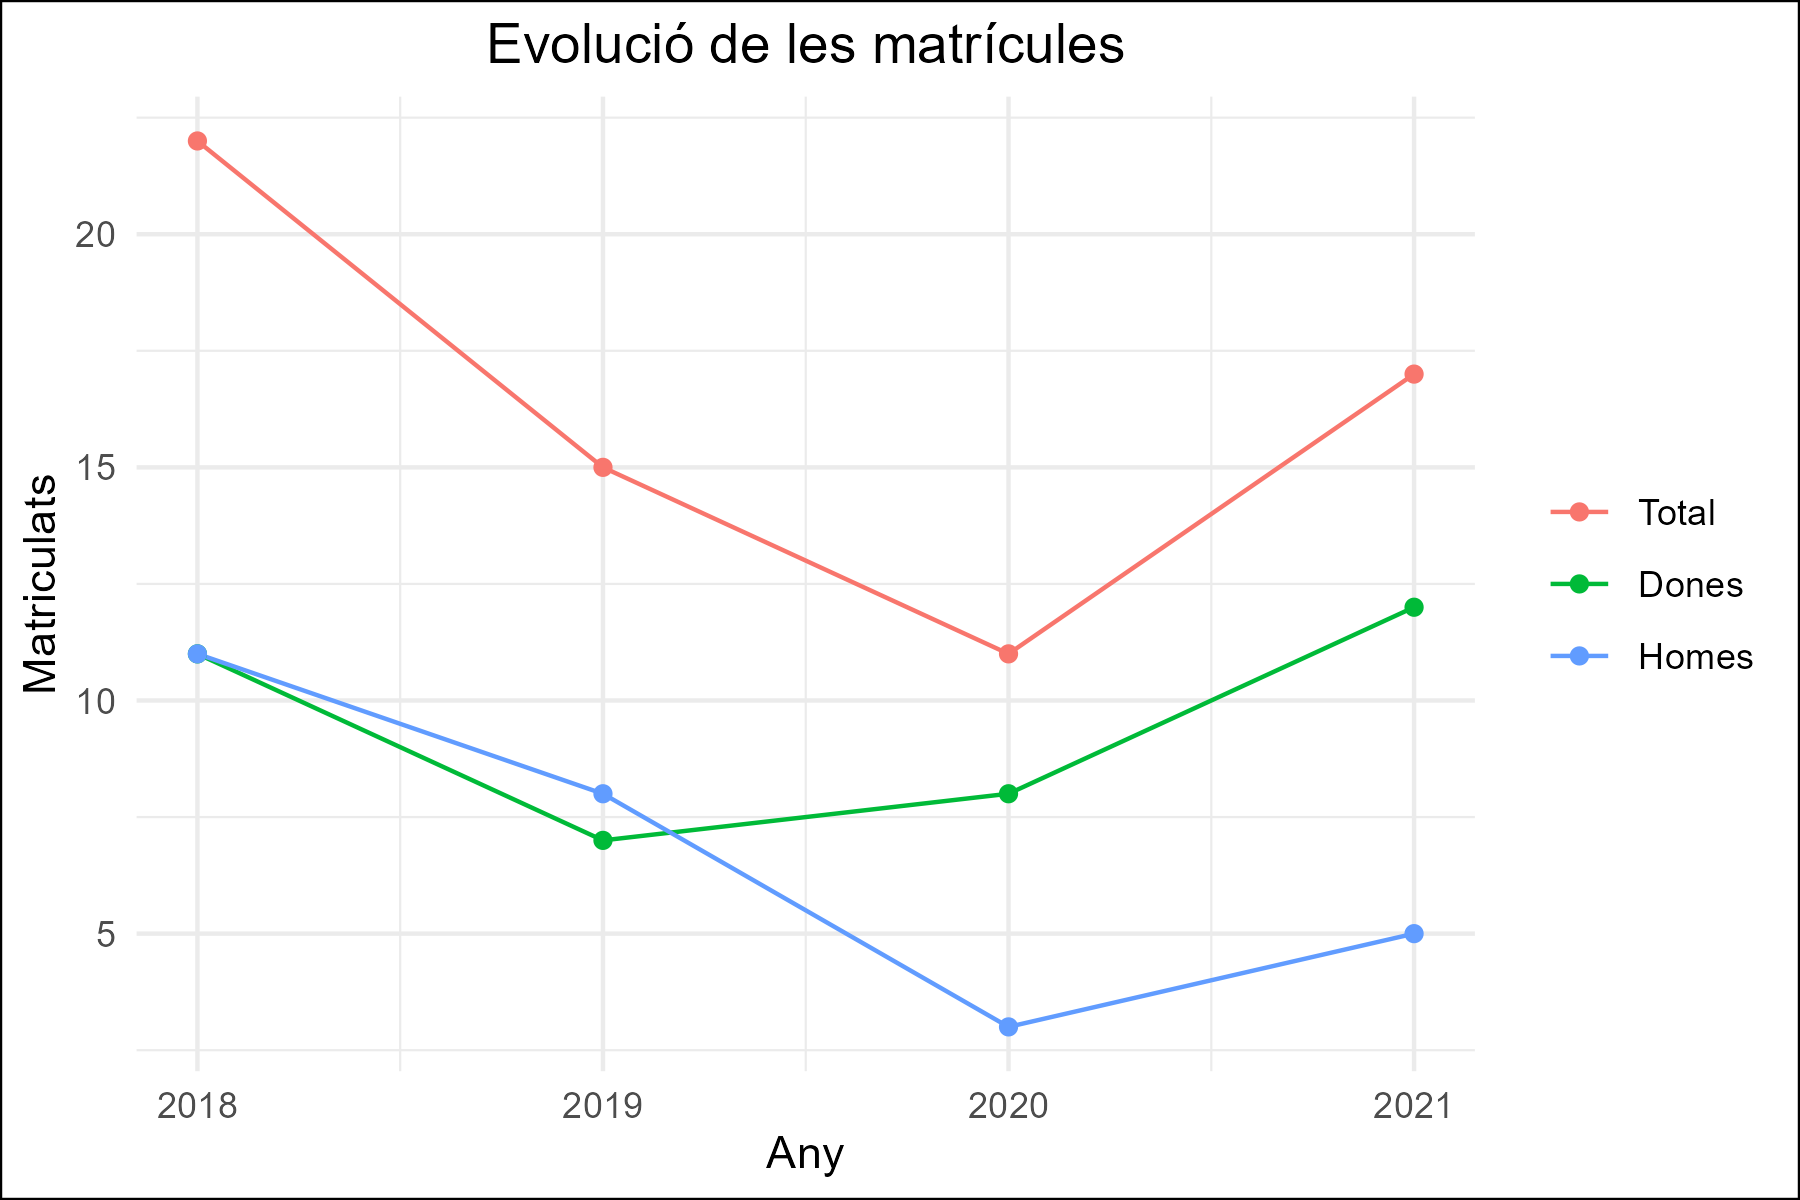 Evolució de les matrícules
Matriculats
20
15
10
5
2018
2019
2020
2021
Any
Total
Dones
Homes